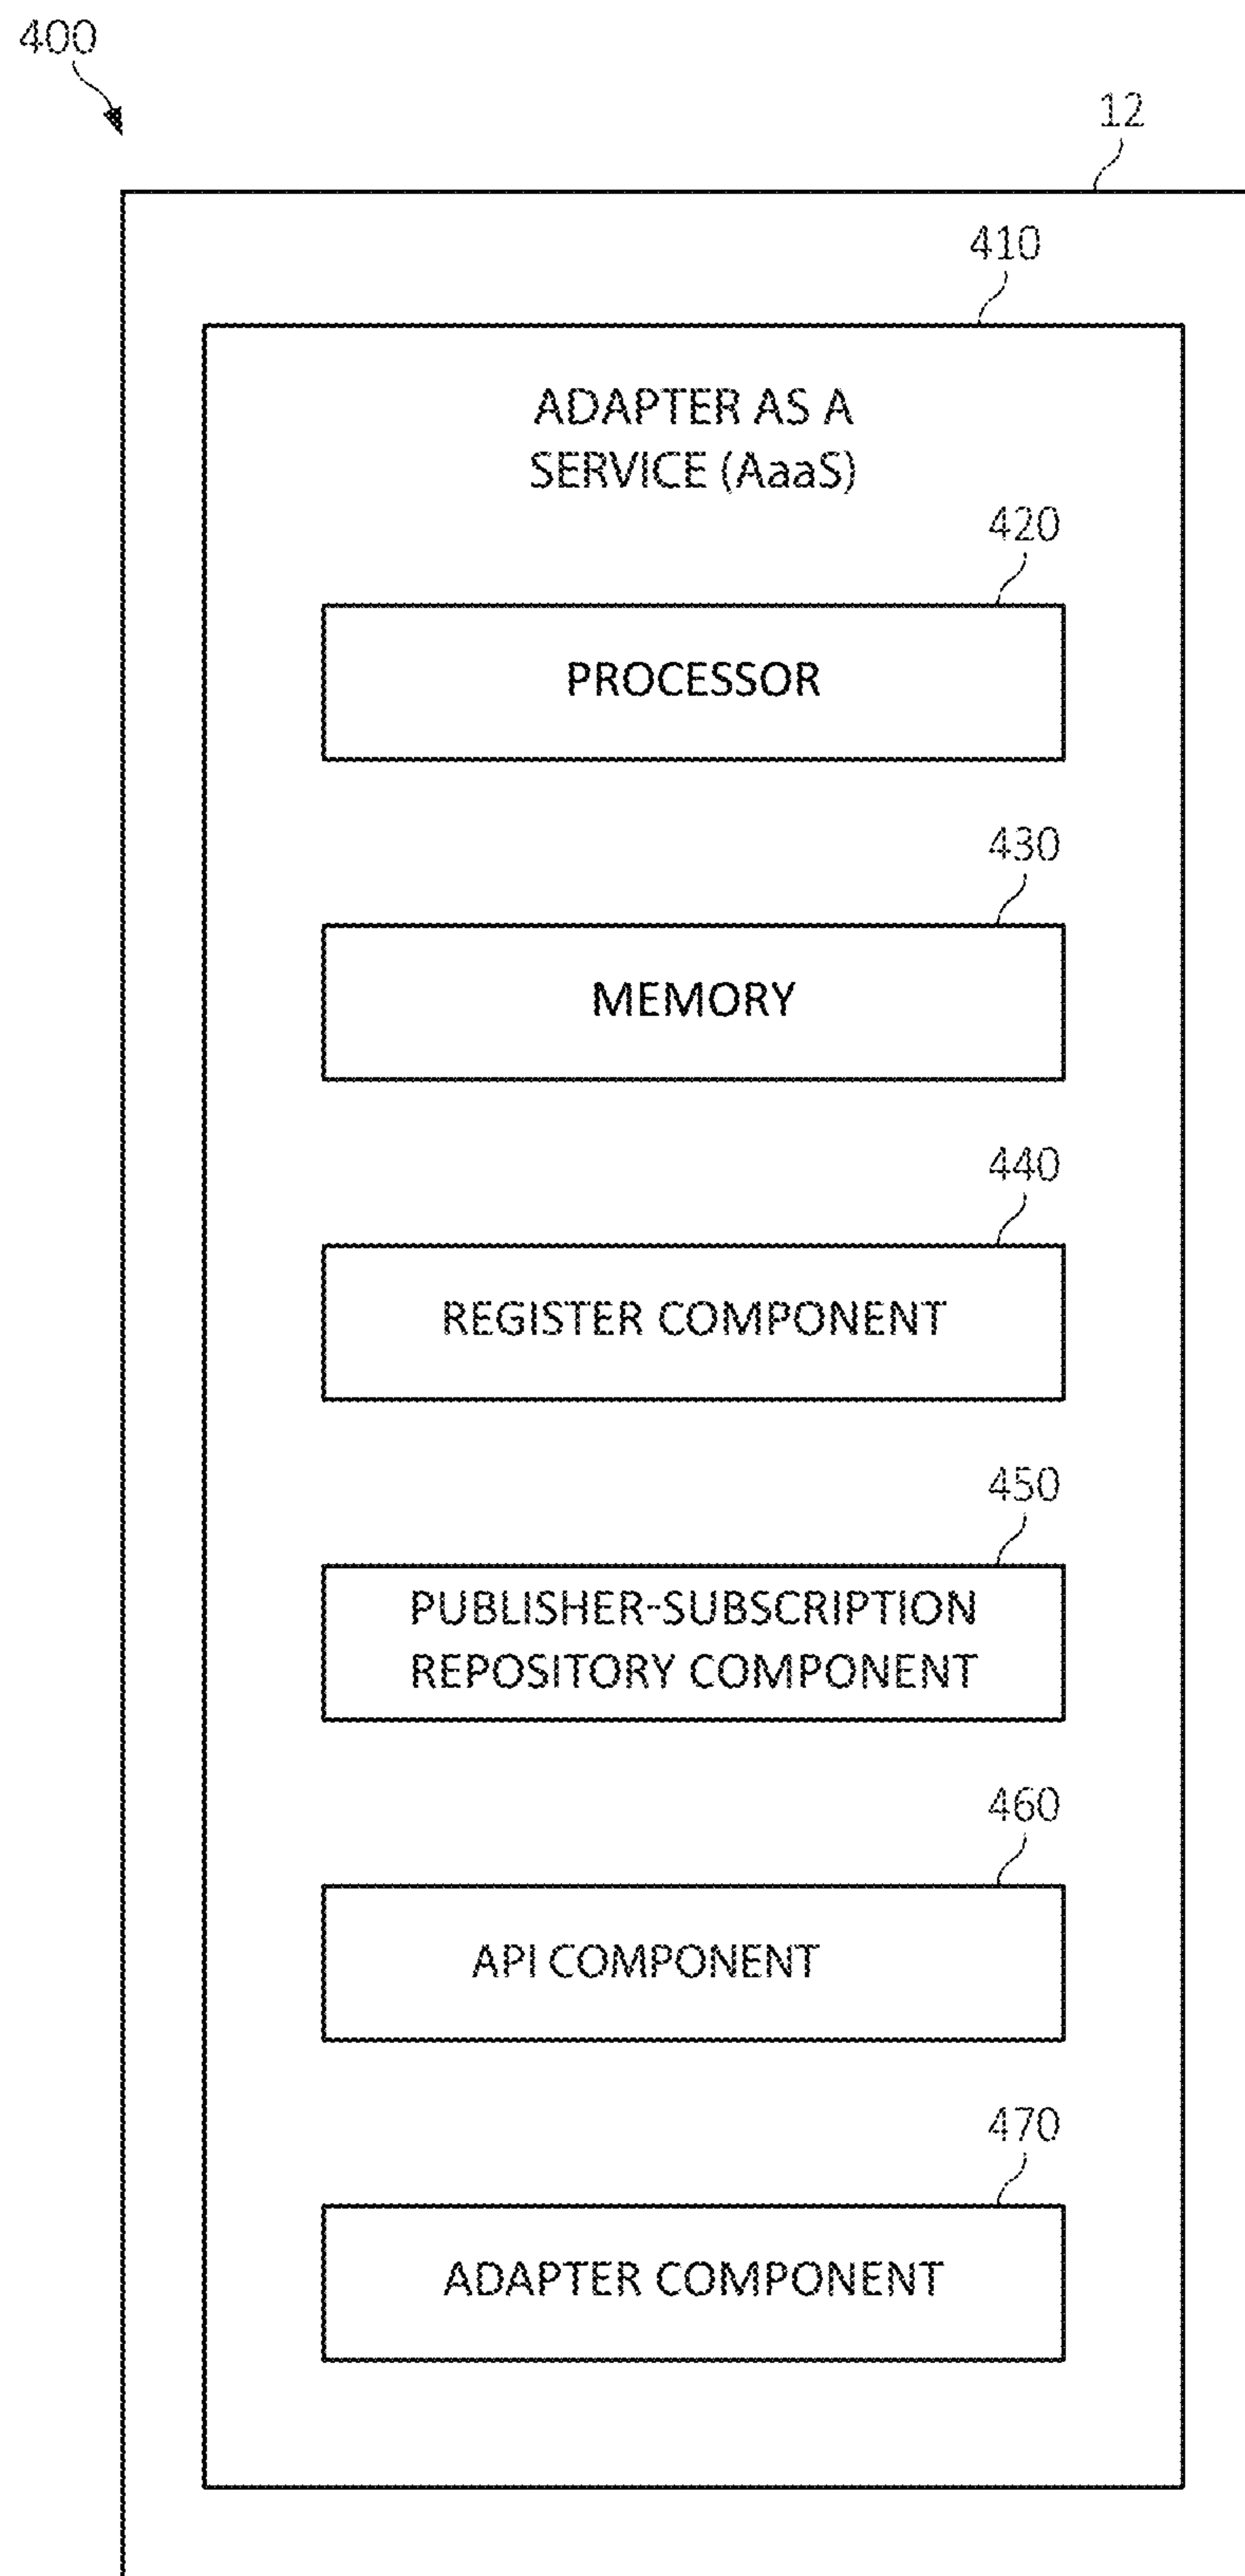 400
12
410
ADAPTER AS A
SERVICE (AaaS)
420
PROCESSOR
430
MEMORY
440
REGISTER COMPONENT
450
PUBLISHER-SUBSCRIPTION
REPOSITORY COMPONENT
460
API COMPONENT
470
ADAPTER COMPONENT